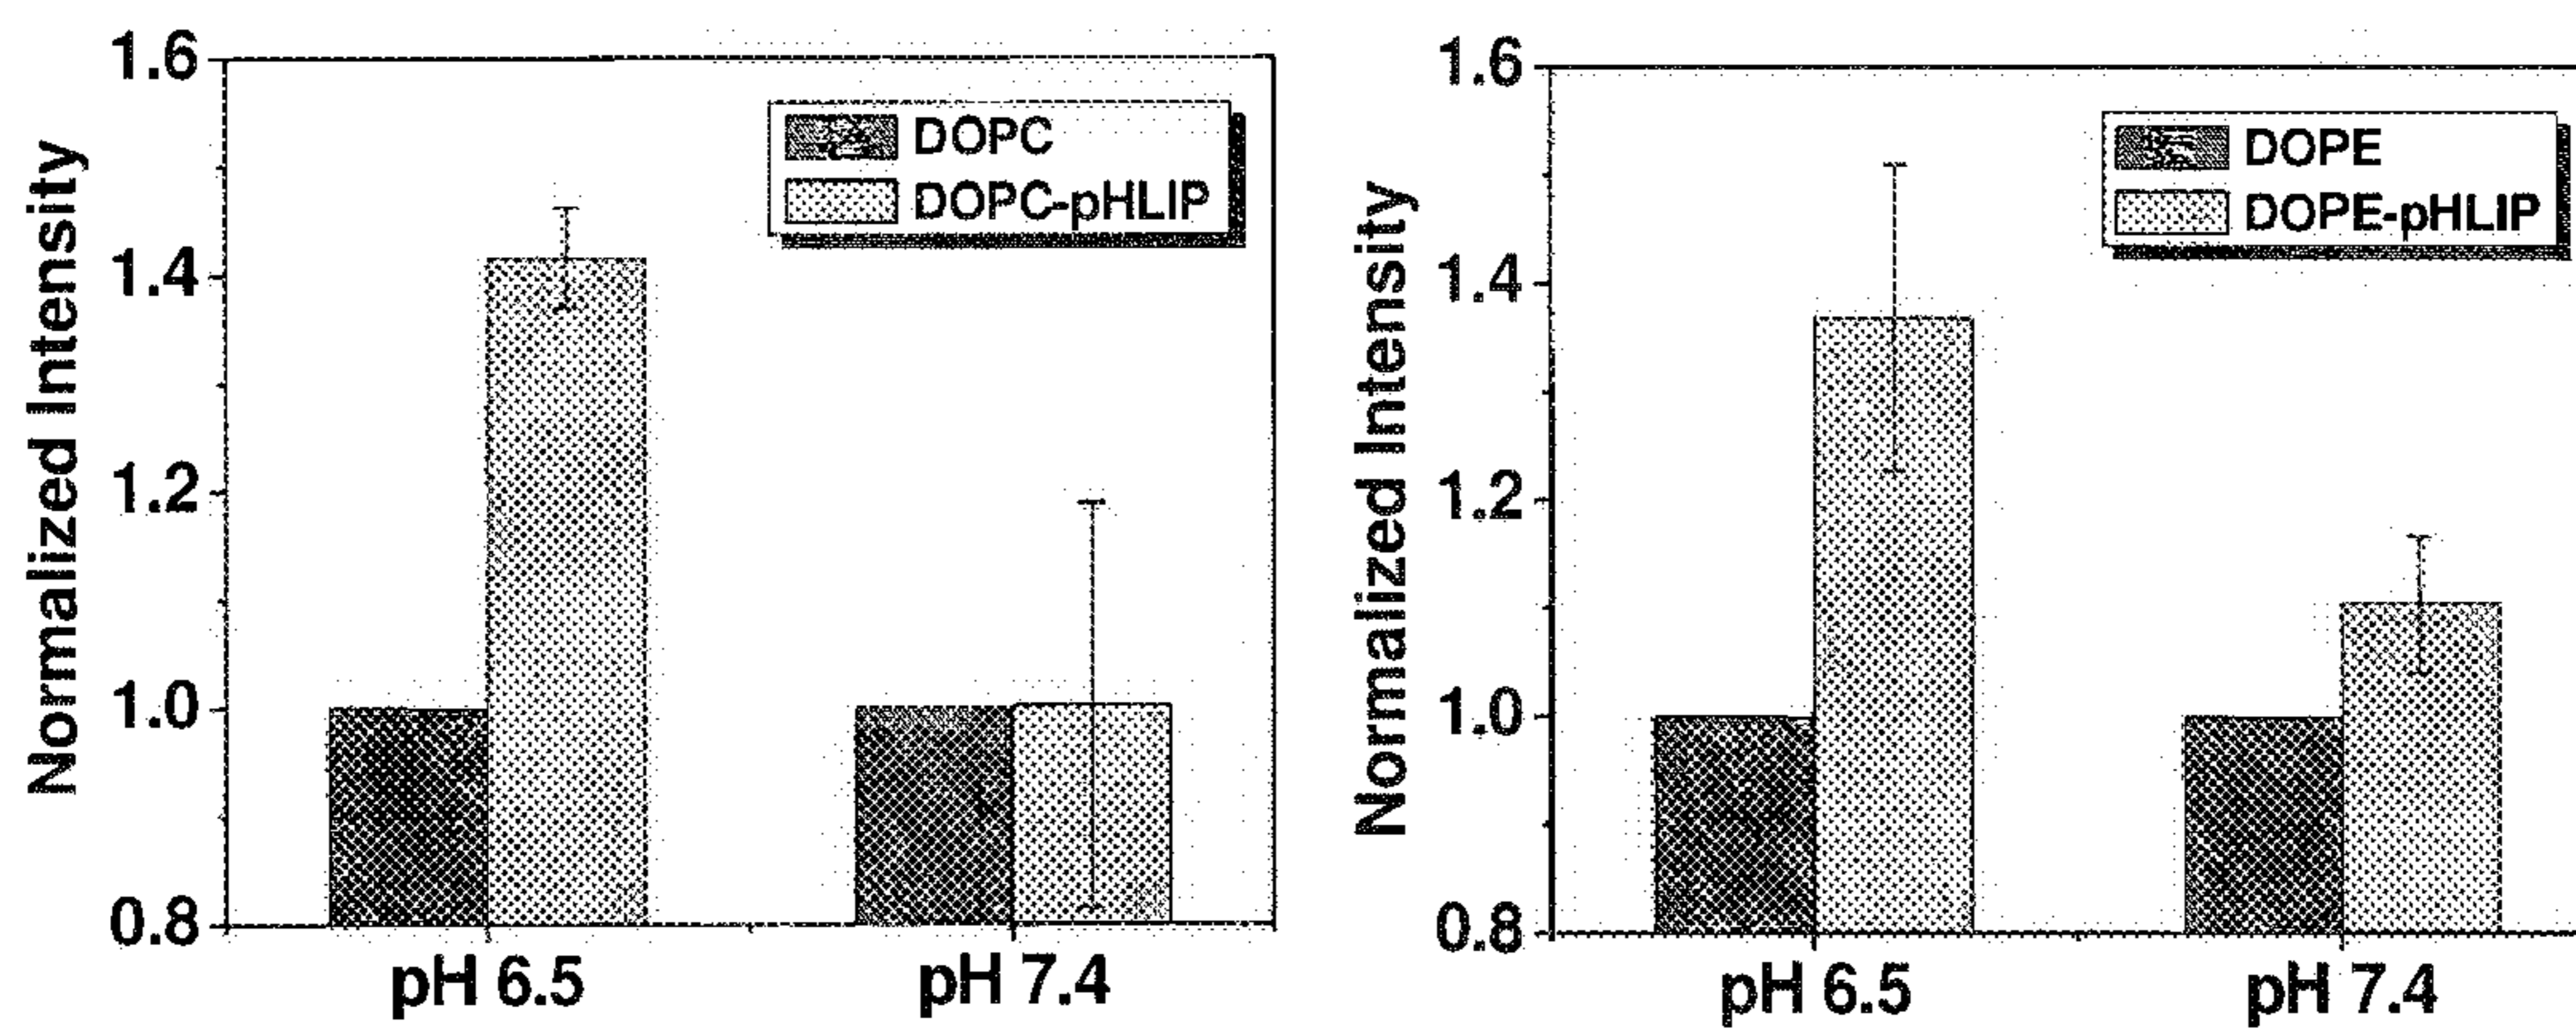 Normalized Intensity
1.6
1.4
1.2
1.0
0.8
DOPC
DOPC-pHLIP
pH 6.5
pH 7.4
Normalized Intensity
1.6
1.4
1.2
1.0
0.8
DOPE
DOPE-pHLIP
pH 6.5
pH 7.4